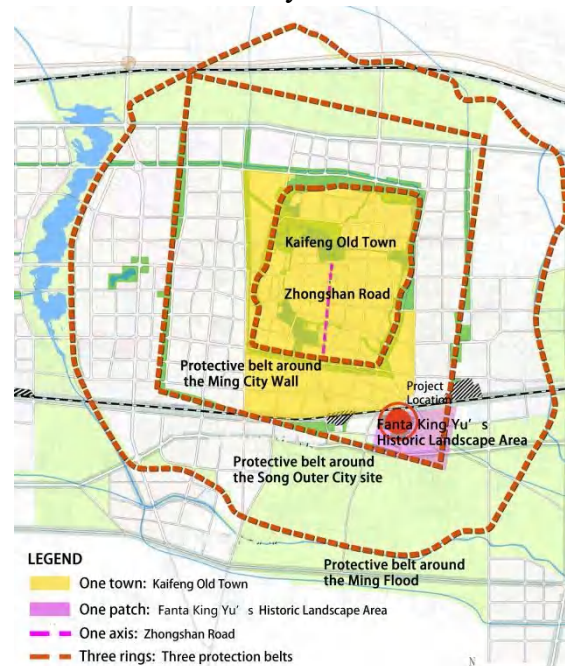 Kaifeng Old Town
Zhongshan Road
Protective belt around
the Ming City Wall
Project
Location
Fanta King Yu's
Historic Landscape Area
Protective belt around
the Song Outer City site
Protective belt around
the Ming Flood
LEGEND
One town: Kaifeng Old Town
One patch: Fanta King Yu's Historic Landscape Area
One axis: Zhongshan Road
Three rings: Three protection belts
N